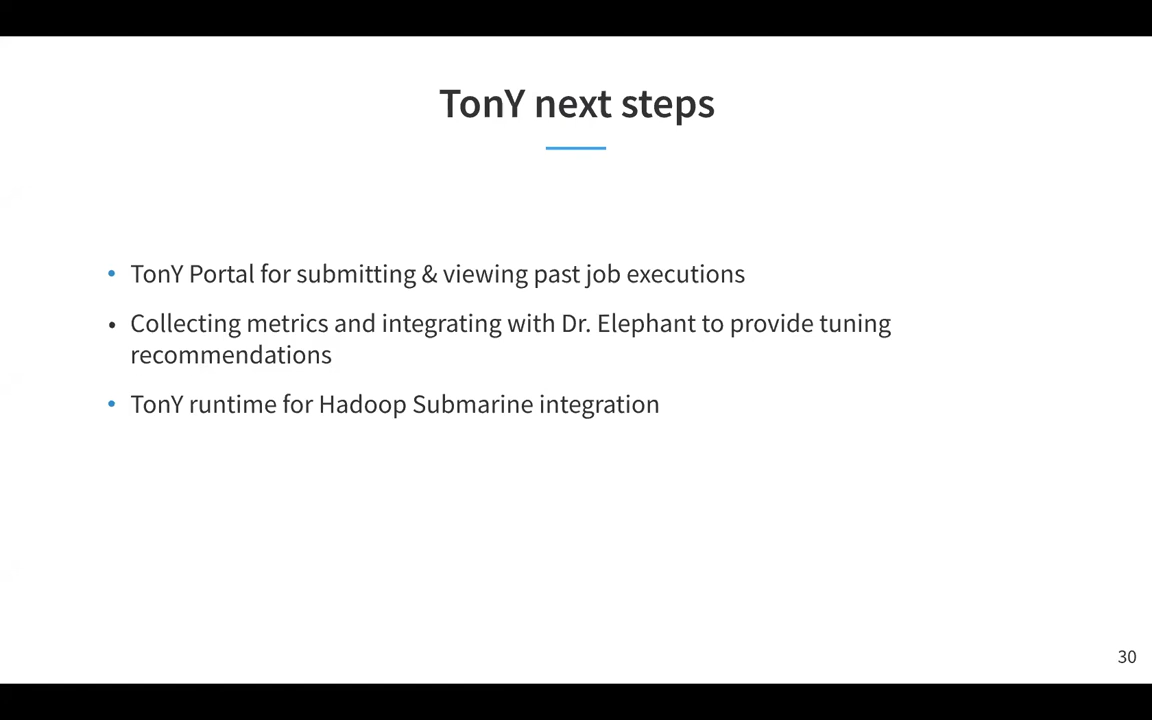 TonY next steps
• TonY Portal for submitting & viewing past job executions
• Collecting metrics and integrating with Dr. Elephant to provide tuning
recommendations
• TonY runtime for Hadoop Submarine integration
30